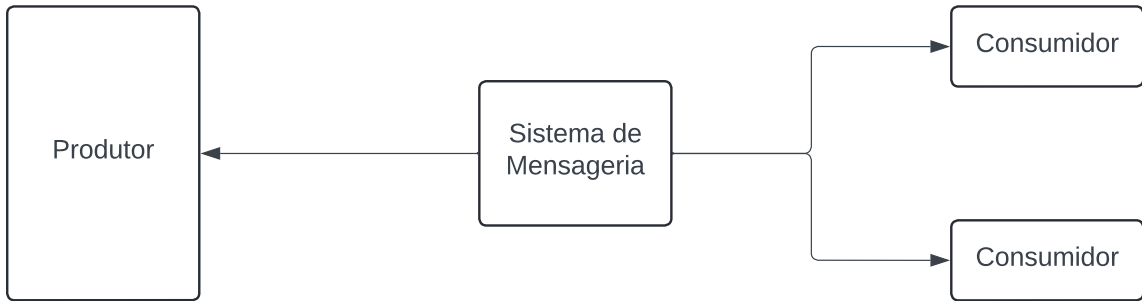 Produtor
Sistema de
Mensageria
Consumidor
Consumidor